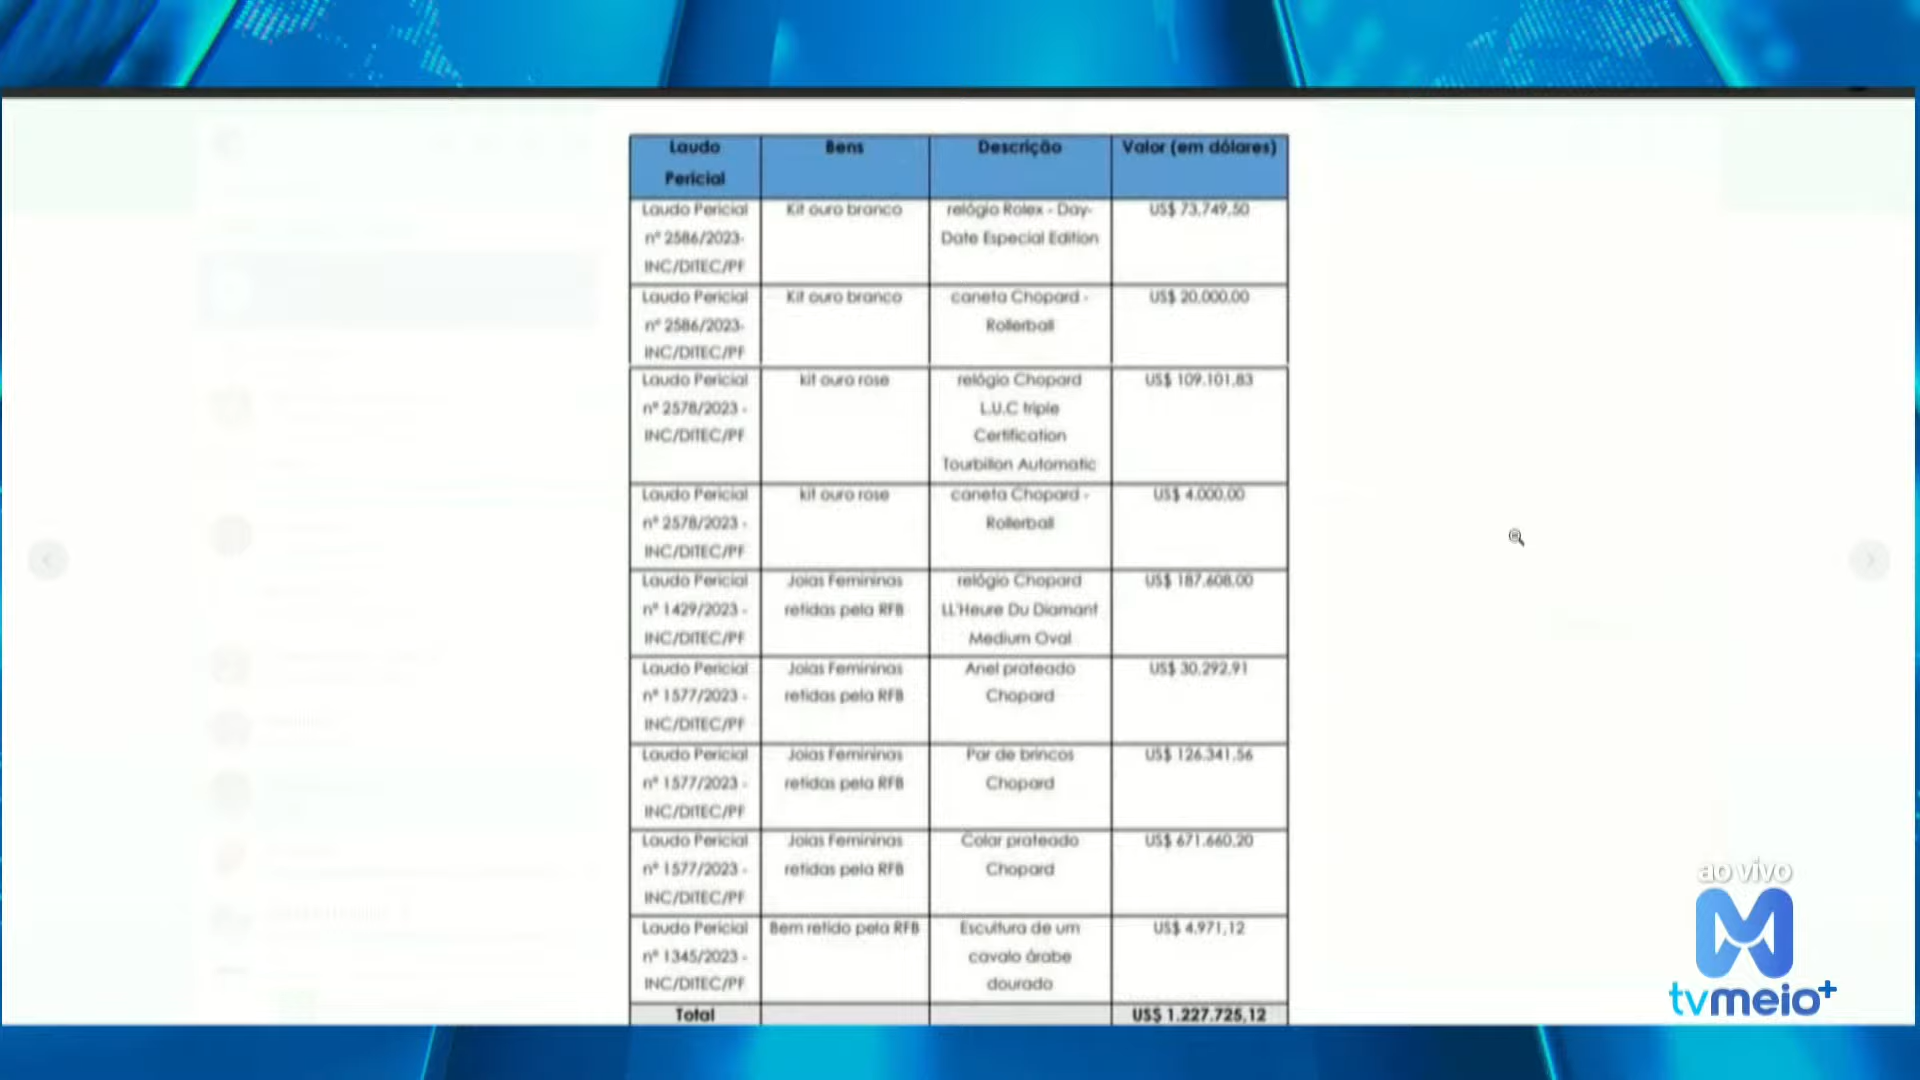 Laudo Pericial
Bens
Descrição
Valor (em dólares)
Laudo Pericial nº 2586/2023- INC/DITEC/PF
Kit ouro branco
relógio Rolex - Day-Date Especial Edition
US$ 73.749,50
Laudo Pericial nº 2586/2023- INC/DITEC/PF
Kit ouro branco
caneta Chopard - Rollerball
US$ 20.000,00
Laudo Pericial nº 2578/2023 - INC/DITEC/PF
kit ouro rose
relógio Chopard L.U.C triple Certification Tourbillon Automatic
US$ 109.101,83
Laudo Pericial nº 2578/2023 - INC/DITEC/PF
kit ouro rose
caneta Chopard - Rollerball
US$ 4.000,00
Laudo Pericial nº 1429/2023 - INC/DITEC/PF
Joias Femininas retidas pela RFB
relógio Chopard LL'Heure Du Diamant Medium Oval
US$ 187.608,00
Laudo Pericial nº 1577/2023 - INC/DITEC/PF
Joias Femininas retidas pela RFB
Anel prateado Chopard
US$ 30.292,91
Laudo Pericial nº 1577/2023 - INC/DITEC/PF
Joias Femininas retidas pela RFB
Par de brincos Chopard
US$ 126.341,56
Laudo Pericial nº 1577/2023 - INC/DITEC/PF
Joias Femininas retidas pela RFB
Colar prateado Chopard
US$ 671.660,20
Laudo Pericial nº 1345/2023 - INC/DITEC/PF
Bem retido pela RFB
Escultura de um cavalo árabe dourado
US$ 4.971,12
Total
US$ 1.227.725,12
ao vivo
tvmeio+